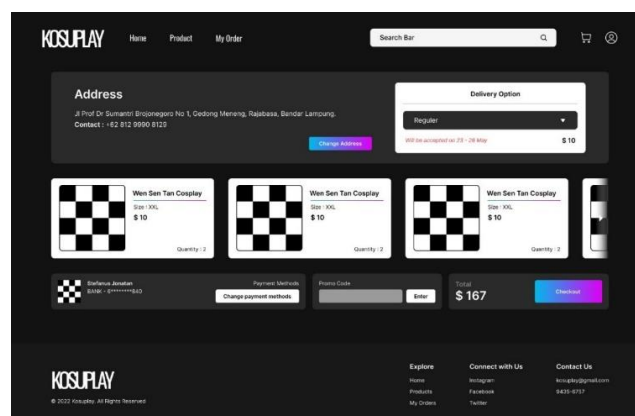 KOSUPLAY
Home Product My Order
Search Bar
Address
Jl Prof Dr Sumantri Brojonegoro No 1, Gedong Meneng, Rajabasa, Bandar Lampung.
Contact : +62 812 9990 8129
Change Address
Delivery Option
Reguler
Will be accepted on 23 - 26 May $ 10
Wen Sen Tan Cosplay
Size : XXL
$ 10
Quantity : 2
Wen Sen Tan Cosplay
Size : XXL
$ 10
Quantity : 2
Wen Sen Tan Cosplay
Size : XXL
$ 10
Quantity : 2
Stefanus Jonatan
BANK - 6********840
Payment Methods
Change payment methods
Promo Code
Enter
Total
$ 167
Checkout
KOSUPLAY
© 2022 Kosuplay. All Rights Reserved
Explore
Home
Products
My Orders
Connect with Us
Instagram
Facebook
Twitter
Contact Us
kosuplay@gmail.com
0435-6757